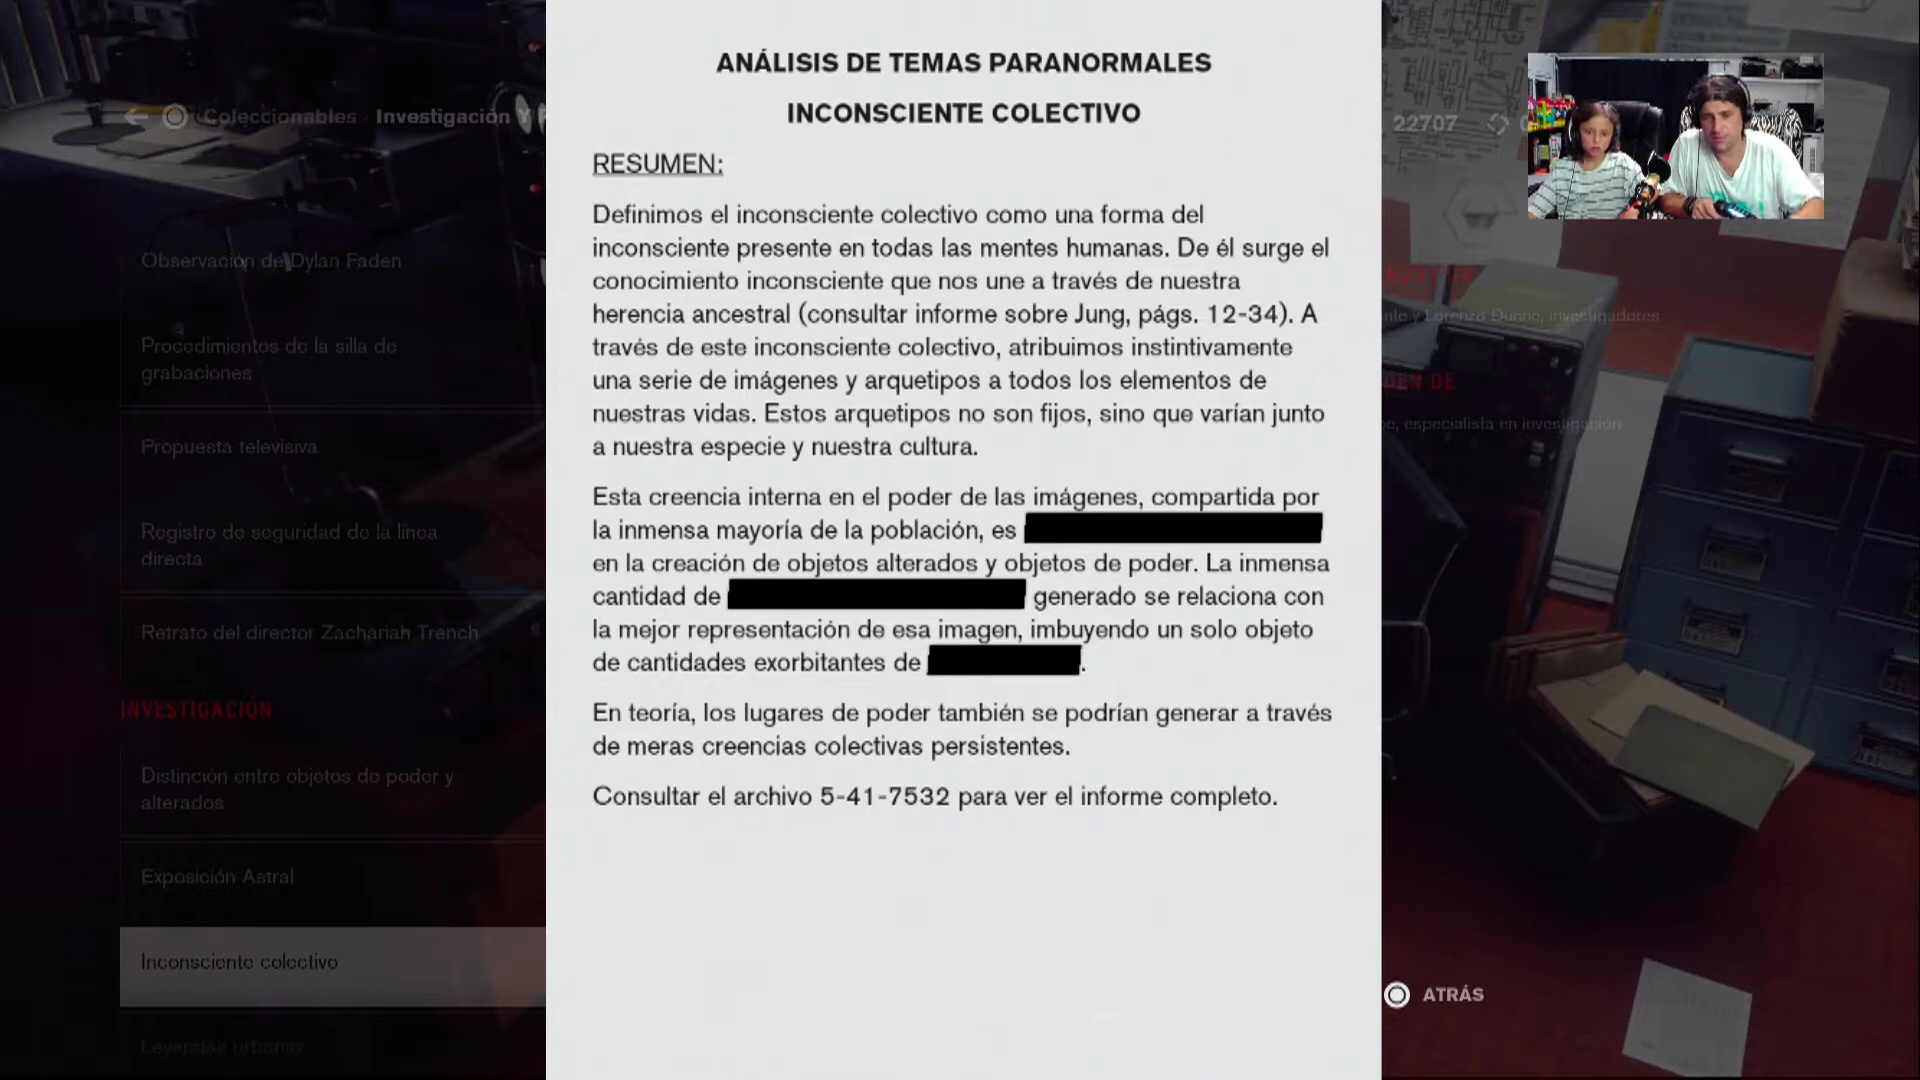 ANÁLISIS DE TEMAS PARANORMALES
INCONSCIENTE COLECTIVO
RESUMEN:
Definimos el inconsciente colectivo como una forma del
inconsciente presente en todas las mentes humanas. De él surge el
conocimiento inconsciente que nos une a través de nuestra
herencia ancestral (consultar informe sobre Jung, págs. 12-34). A
través de este inconsciente colectivo, atribuimos instintivamente
una serie de imágenes y arquetipos a todos los elementos de
nuestras vidas. Estos arquetipos no son fijos, sino que varían junto
a nuestra especie y nuestra cultura.
Esta creencia interna en el poder de las imágenes, compartida por
la inmensa mayoría de la población, es
en la creación de objetos alterados y objetos de poder. La inmensa
cantidad de generado se relaciona con
la mejor representación de esa imagen, imbuyendo un solo objeto
de cantidades exorbitantes de .
En teoría, los lugares de poder también se podrían generar a través
de meras creencias colectivas persistentes.
Consultar el archivo 5-41-7532 para ver el informe completo.
Coleccionables / Investigación Y
Observación de Dylan Faden
Procedimientos de la silla de
grabaciones
Propuesta televisiva
Registro de seguridad de la línea
directa
Retrato del director Zachariah Trench
INVESTIGACIÓN
Distinción entre objetos de poder y
alterados
Exposición Astral
Inconsciente colectivo
Leyendas urbanas
22707
y Lorenzo Dunne, investigadores
DE
especialista en investigación
ATRÁS